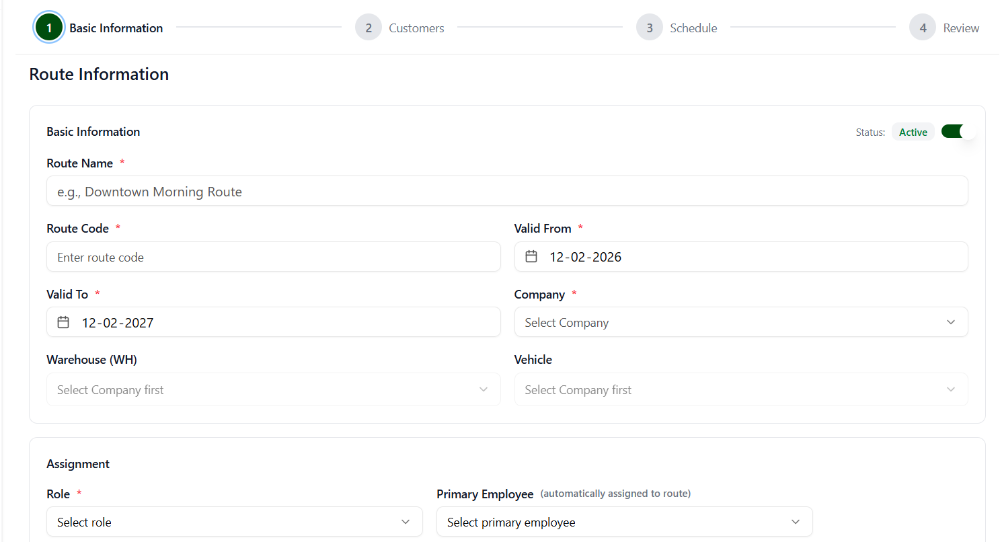 1 Basic Information 2 Customers 3 Schedule 4 Review
Route Information
Basic Information Status: Active
Route Name *
e.g., Downtown Morning Route
Route Code * Valid From *
Enter route code 12-02-2026
Valid To * Company *
12-02-2027 Select Company
Warehouse (WH) Vehicle
Select Company first Select Company first
Assignment
Role * Primary Employee (automatically assigned to route)
Select role Select primary employee